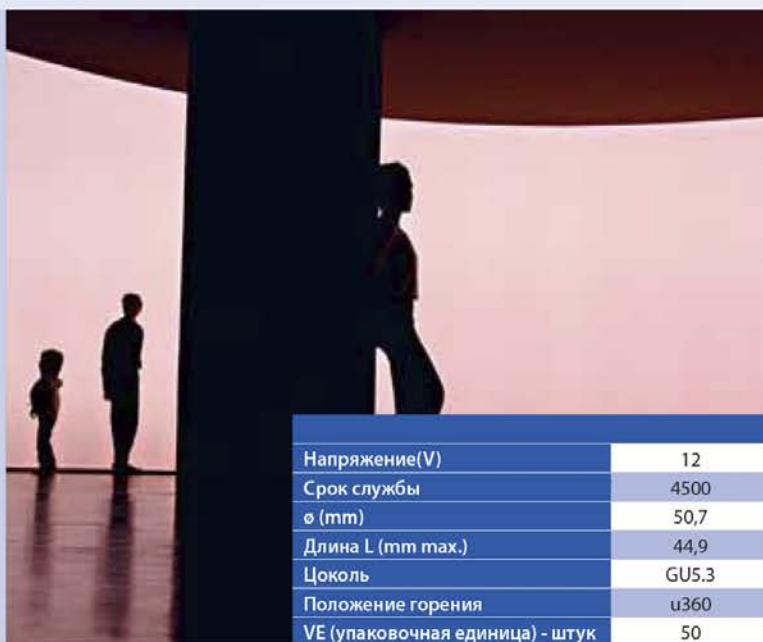 Напряжение(V) 12
Срок службы 4500
ø (mm) 50,7
Длина L (mm max.) 44,9
Цоколь GU5.3
Положение горения u360
VE (упаковочная единица) - штук 50